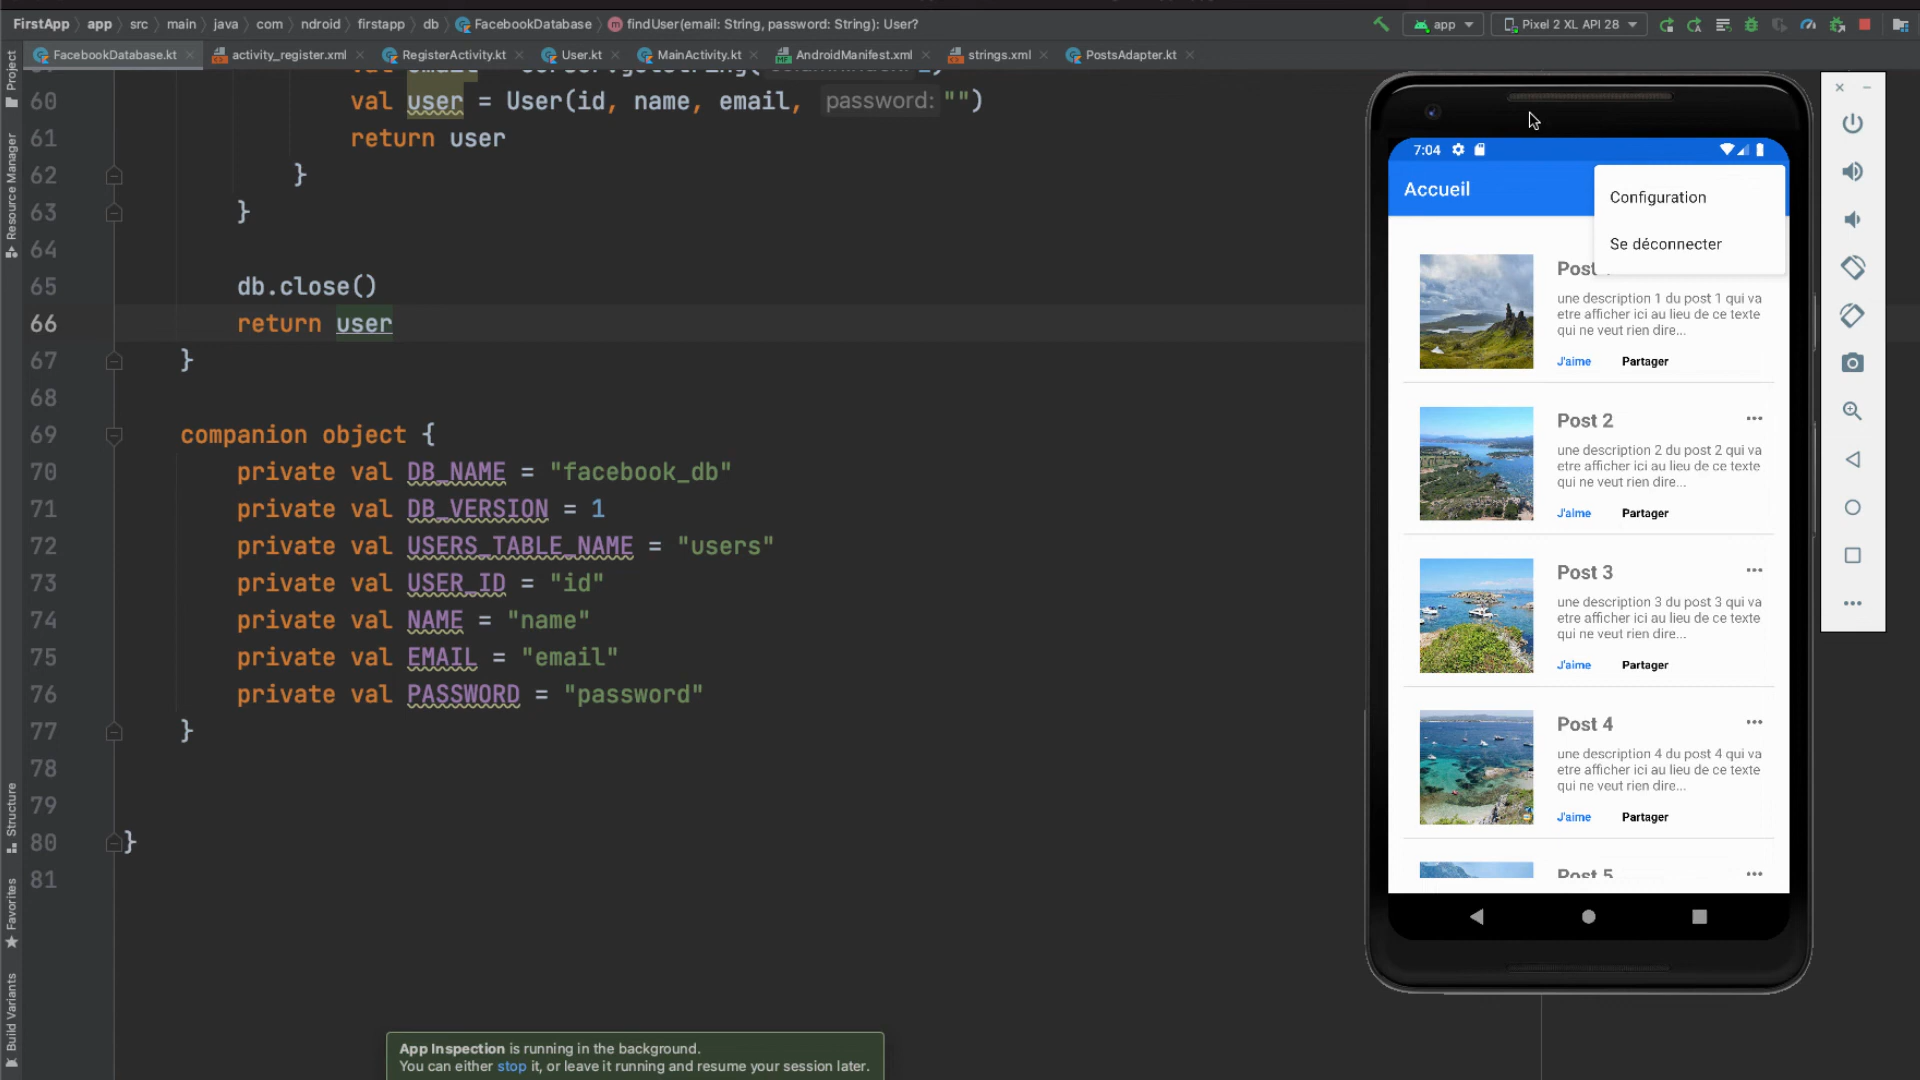 FirstApp app src main java com ndroid firstapp db FacebookDatabase findUser(email: String, password: String): User?
app Pixel 2 XL API 28
FacebookDatabase.kt activity_register.xml RegisterActivity.kt User.kt MainActivity.kt AndroidManifest.xml strings.xml PostsAdapter.kt
Project
Resource Manager
Structure
Favorites
Build Variants
60 val user = User(id, name, email, password: "")
61 return user
62 }
63 }
64
65 db.close()
66 return user
67 }
68
69 companion object {
70 private val DB_NAME = "facebook_db"
71 private val DB_VERSION = 1
72 private val USERS_TABLE_NAME = "users"
73 private val USER_ID = "id"
74 private val NAME = "name"
75 private val EMAIL = "email"
76 private val PASSWORD = "password"
77 }
78
79
80 }
81
App Inspection is running in the background.
You can either stop it, or leave it running and resume your session later.
7:04
Accueil
Configuration
Se déconnecter
Post
une description 1 du post 1 qui va
etre afficher ici au lieu de ce texte
qui ne veut rien dire...
J'aime Partager
Post 2
une description 2 du post 2 qui va
etre afficher ici au lieu de ce texte
qui ne veut rien dire...
J'aime Partager
Post 3
une description 3 du post 3 qui va
etre afficher ici au lieu de ce texte
qui ne veut rien dire...
J'aime Partager
Post 4
une description 4 du post 4 qui va
etre afficher ici au lieu de ce texte
qui ne veut rien dire...
J'aime Partager
Post 5